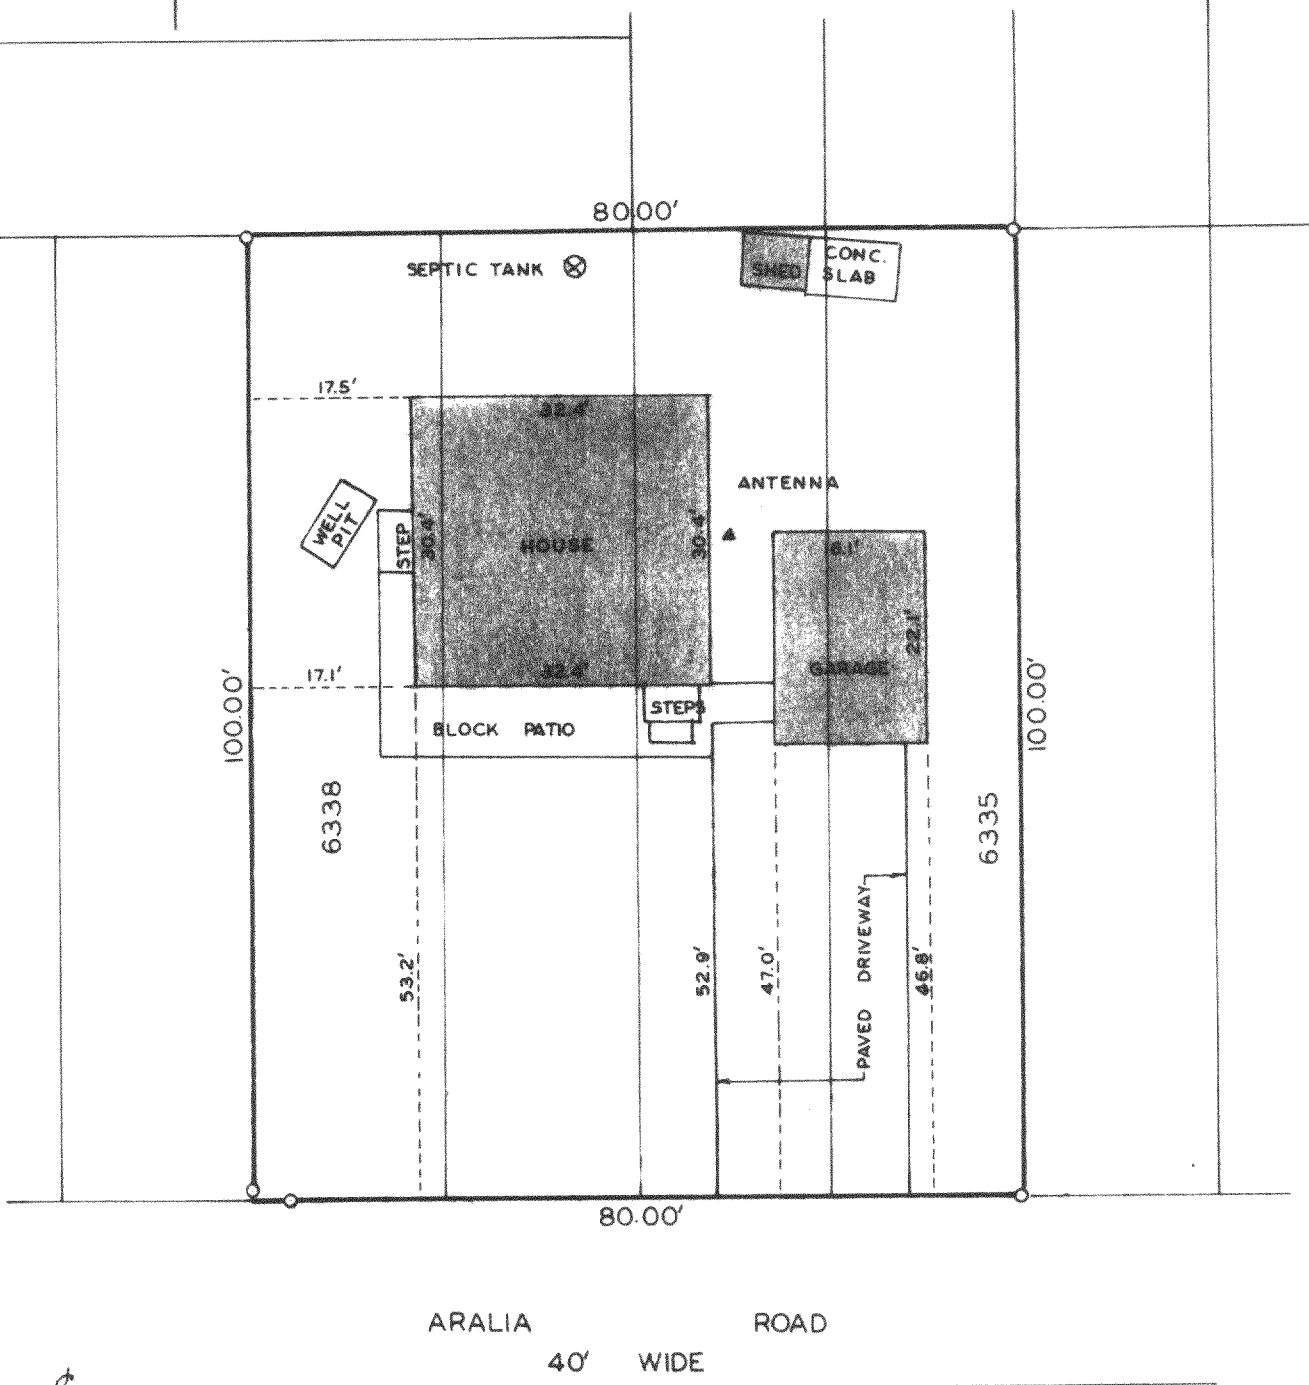 80.00'
SEPTIC TANK
SHED
CONC.
SLAB
17.5'
32.4'
ANTENNA
WELL
PIT
STEP
30.4'
HOUSE
30.4'
16.1'
22.1'
GARAGE
32.4'
17.1'
100.00'
100.00'
STEPS
BLOCK PATIO
6338
6335
53.2'
52.9'
47.0'
PAVED DRIVEWAY
46.8'
80.00'
ARALIA ROAD
40' WIDE